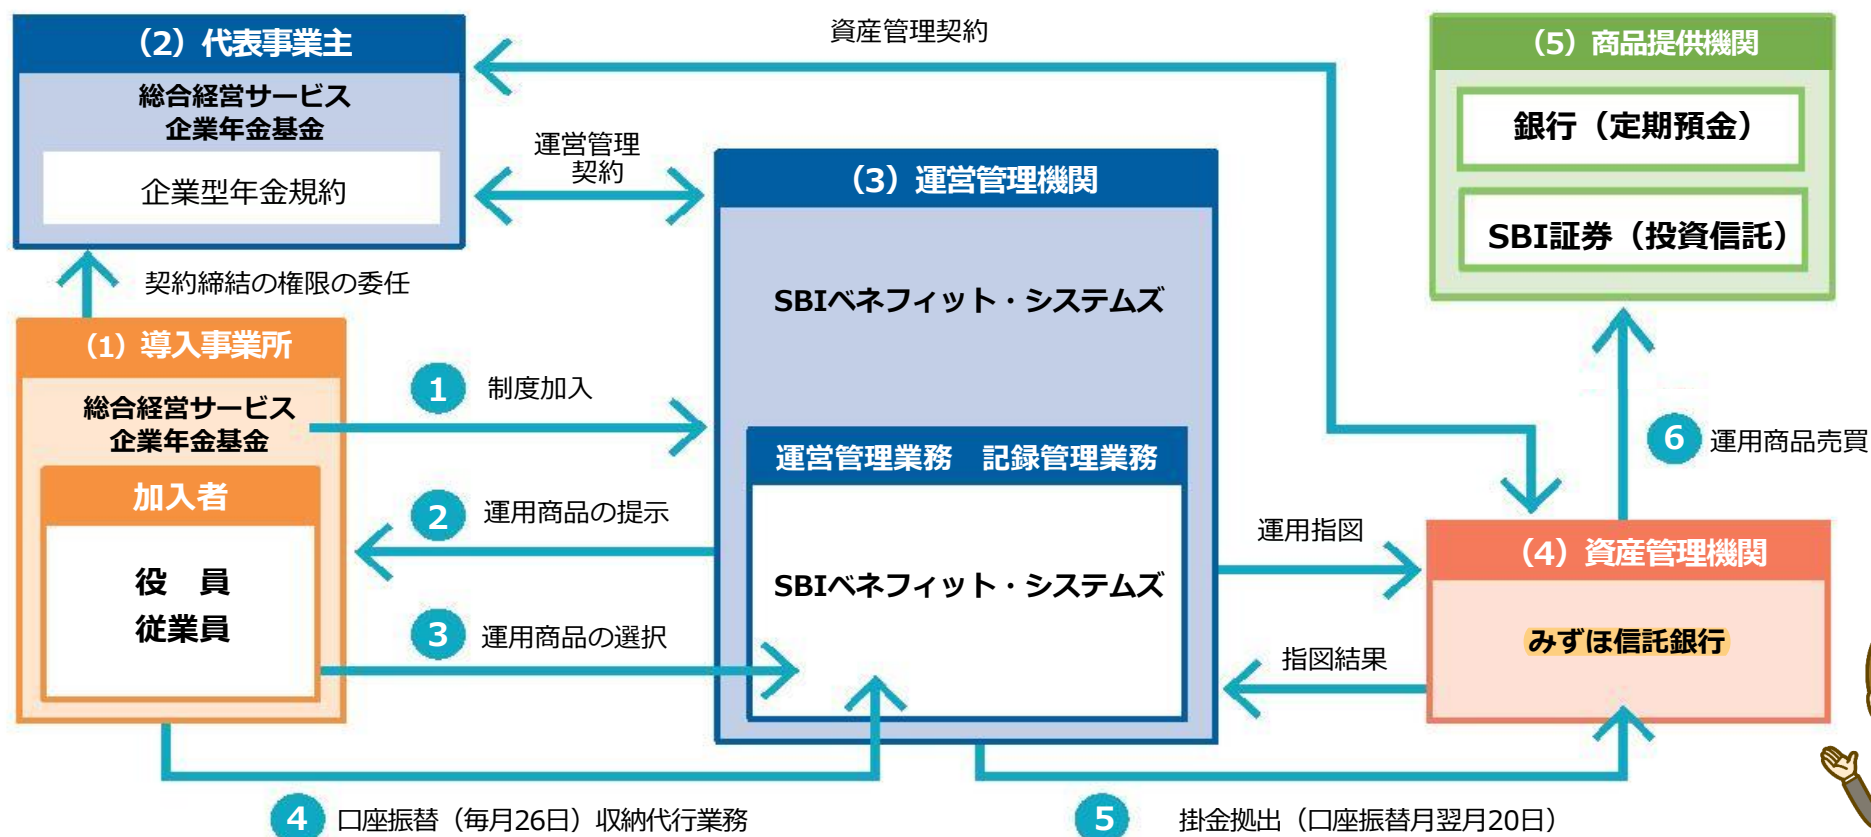 （2）代表事業主
総合経営サービス
企業年金基金
企業型年金規約
資産管理契約
運営管理
契約
（5）商品提供機関
銀行（定期預金）
SBI証券（投資信託）
契約締結の権限の委任
（3）運営管理機関
SBIベネフィット・システムズ
（1）導入事業所
総合経営サービス
企業年金基金
加入者
役　員
従業員
1 制度加入
2 運用商品の提示
3 運用商品の選択
運営管理業務　記録管理業務
SBIベネフィット・システムズ
運用指図
指図結果
6 運用商品売買
（4）資産管理機関
みずほ信託銀行
4 口座振替（毎月26日）収納代行業務
5 掛金拠出（口座振替月翌月20日）